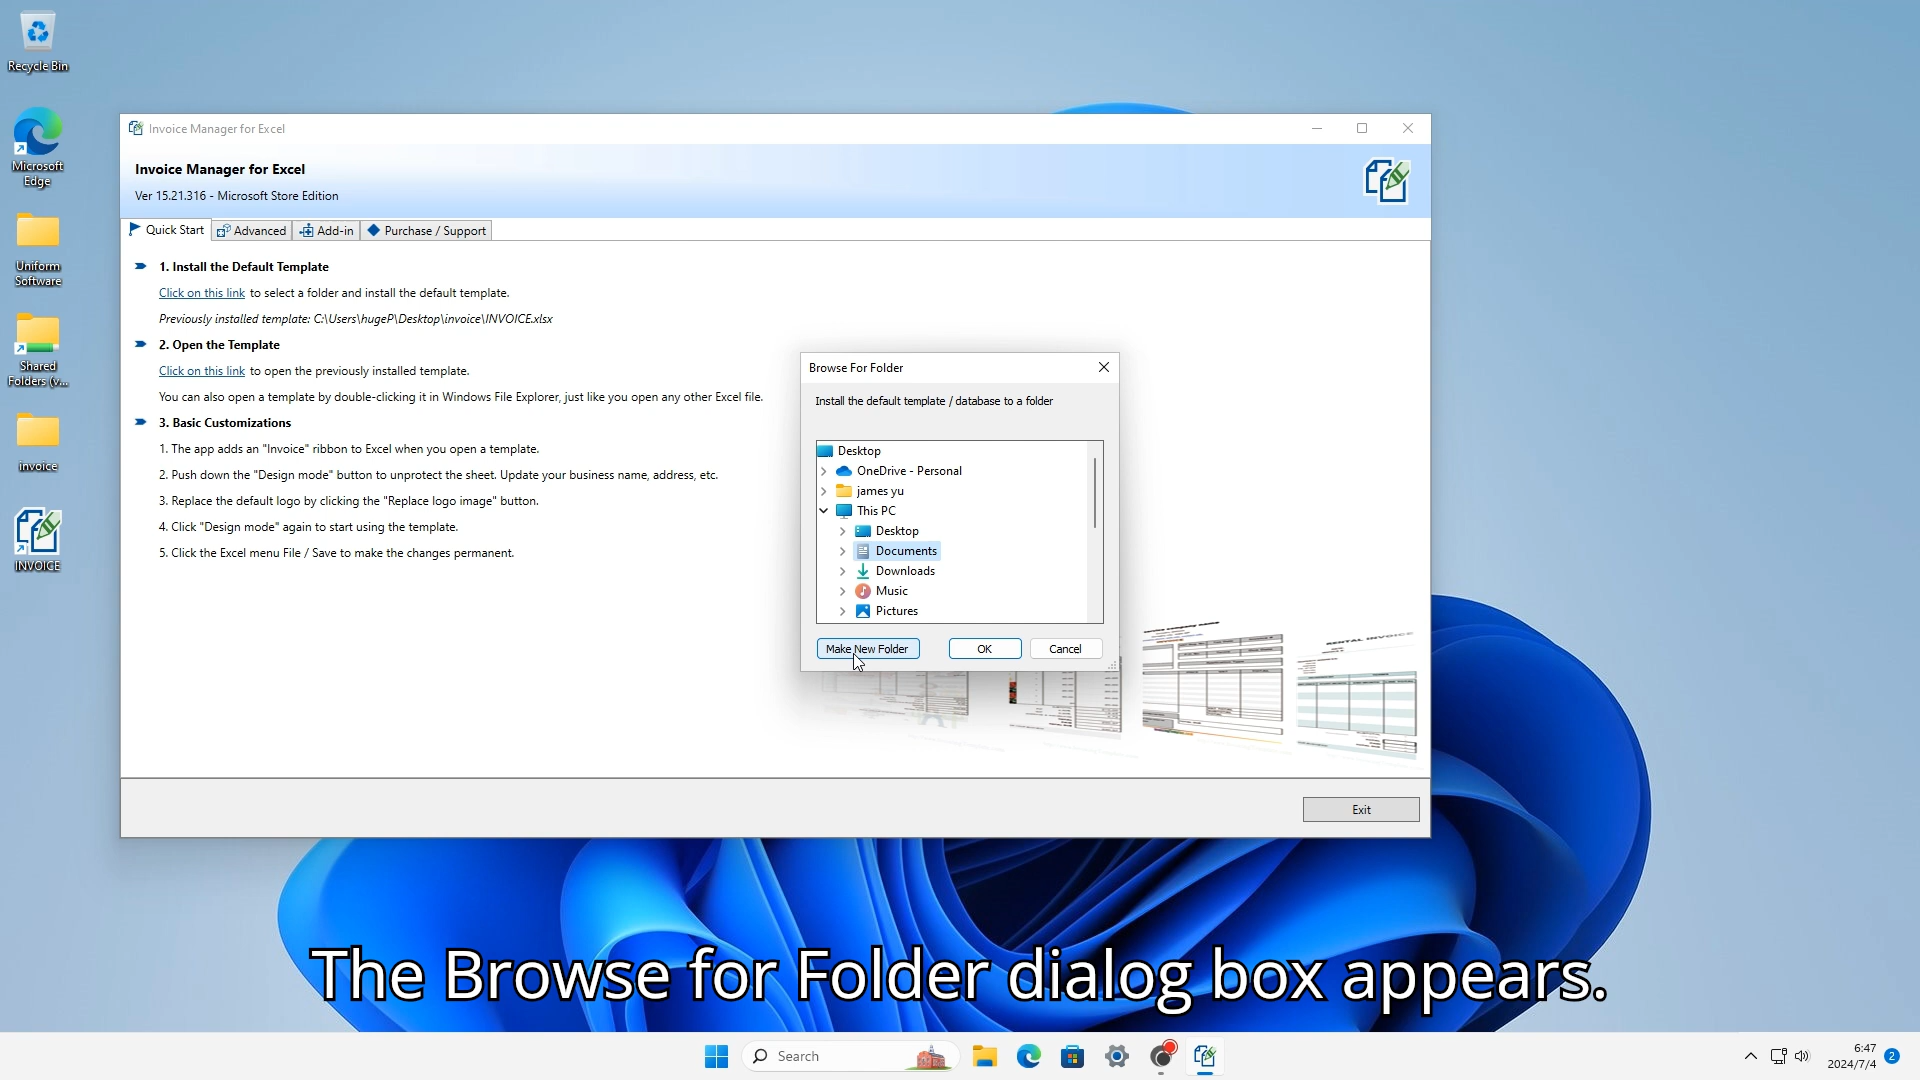 Recycle Bin
Microsoft
Edge
Uniform
Software
Shared
Folders (v...
invoice
INVOICE
Invoice Manager for Excel
Invoice Manager for Excel
Ver 15.21.316 - Microsoft Store Edition
Quick Start
Advanced
Add-in
Purchase / Support
1. Install the Default Template
Click on this link to select a folder and install the default template.
Previously installed template: C:\Users\hugeP\Desktop\invoice\INVOICE.xlsx
2. Open the Template
Click on this link to open the previously installed template.
You can also open a template by double-clicking it in Windows File Explorer, just like you open any other Excel file.
3. Basic Customizations
1. The app adds an "Invoice" ribbon to Excel when you open a template.
2. Push down the "Design mode" button to unprotect the sheet. Update your business name, address, etc.
3. Replace the default logo by clicking the "Replace logo image" button.
4. Click "Design mode" again to start using the template.
5. Click the Excel menu File / Save to make the changes permanent.
Browse For Folder
Install the default template / database to a folder
Desktop
OneDrive - Personal
james yu
This PC
Desktop
Documents
Downloads
Music
Pictures
Make New Folder
OK
Cancel
RENTAL INVOICE
Exit
The Browse for Folder dialog box appears.
Search
6:47
2024/7/4
2